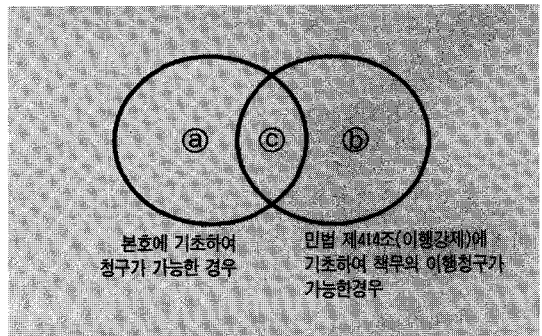 ⓐ ⓒ ⓑ
본호에 기초하여
청구가 가능한 경우
민법 제414조(이행강제)에
기초하여 책무의 이행청구가
가능한경우